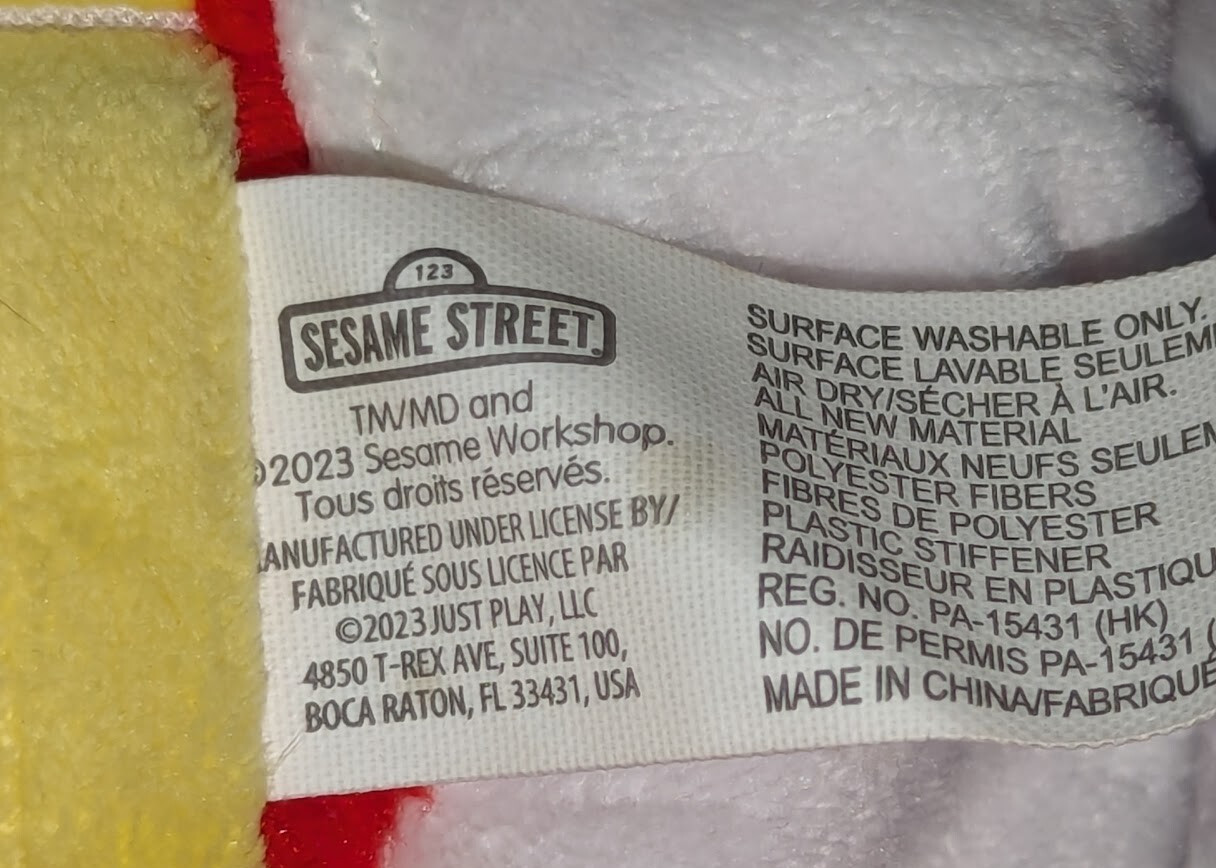 123
SESAME STREET
TM/MD and
2023 Sesame Workshop.
Tous droits réservés.
ANUFACTURED UNDER LICENSE BY/
FABRIQUÉ SOUS LICENCE PAR
©2023 JUST PLAY, LLC
4850 T-REX AVE, SUITE 100,
BOCA RATON, FL 33431, USA
SURFACE WASHABLE ONLY.
SURFACE LAVABLE SEULEM
AIR DRY/SÉCHER À L'AIR.
ALL NEW MATERIAL
MATÉRIAUX NEUFS SEULEM
POLYESTER FIBERS
FIBRES DE POLYESTER
PLASTIC STIFFENER
RAIDISSEUR EN PLASTIQU
REG. NO. PA-15431 (HK)
NO. DE PERMIS PA-15431 (
MADE IN CHINA/FABRIQUÉ